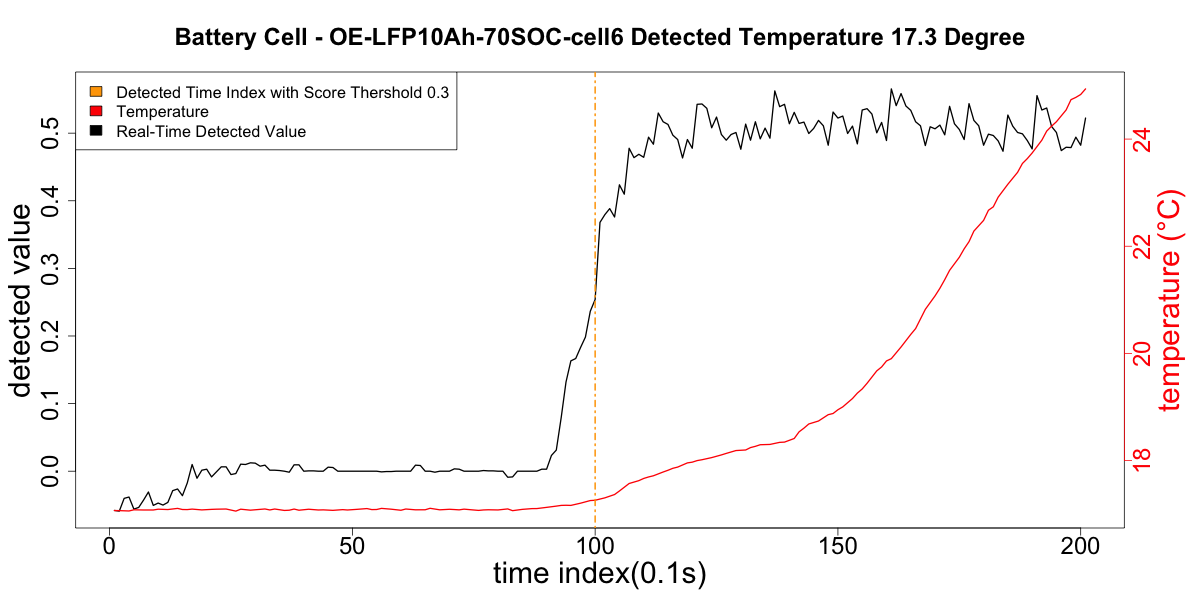 Battery Cell - OE-LFP10Ah-70SOC-cell6 Detected Temperature 17.3 Degree
Detected Time Index with Score Thershold 0.3
Temperature
Real-Time Detected Value
detected value
0.0
0.1
0.2
0.3
0.4
0.5
temperature (°C)
18
20
22
24
0
50
100
150
200
time index(0.1s)